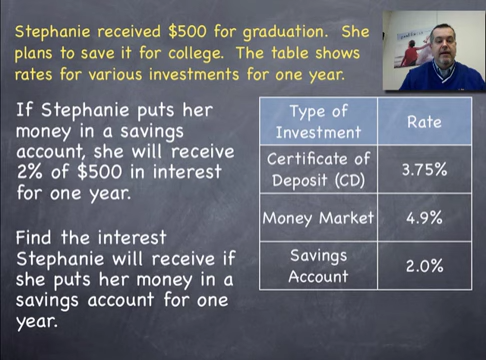 Stephanie received $500 for graduation. She
plans to save it for college. The table shows
rates for various investments for one year.
If Stephanie puts her
money in a savings
account, she will receive
2% of $500 in interest
for one year.
Find the interest
Stephanie will receive if
she puts her money in a
savings account for one
year.
Type of
Investment
Rate
Certificate of
Deposit (CD)
3.75%
Money Market
4.9%
Savings
Account
2.0%